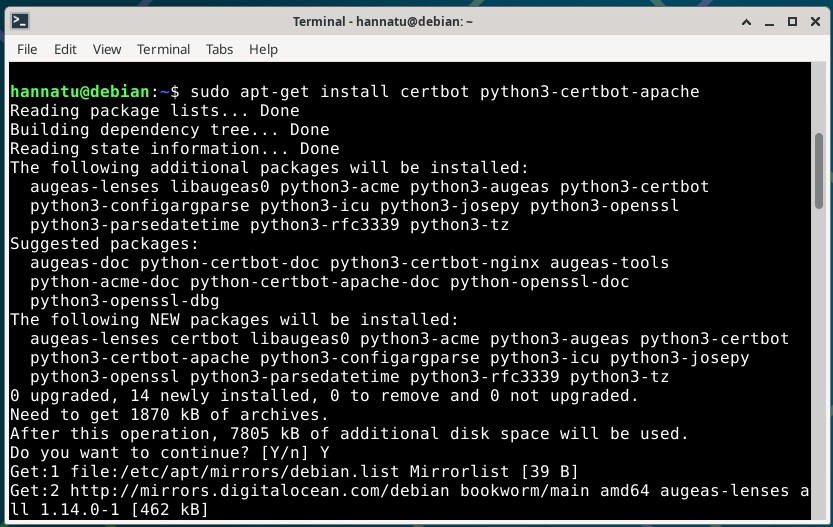 Terminal - hannatu@debian: ~
File Edit View Terminal Tabs Help
hannatu@debian:~$ sudo apt-get install certbot python3-certbot-apache
Reading package lists... Done
Building dependency tree... Done
Reading state information... Done
The following additional packages will be installed:
  augeas-lenses libaugeas0 python3-acme python3-augeas python3-certbot
  python3-configargparse python3-icu python3-josepy python3-openssl
  python3-parsedatetime python3-rfc3339 python3-tz
Suggested packages:
  augeas-doc python-certbot-doc python3-certbot-nginx augeas-tools
  python-acme-doc python-certbot-apache-doc python-openssl-doc
  python3-openssl-dbg
The following NEW packages will be installed:
  augeas-lenses certbot libaugeas0 python3-acme python3-augeas python3-certbot
  python3-certbot-apache python3-configargparse python3-icu python3-josepy
  python3-openssl python3-parsedatetime python3-rfc3339 python3-tz
0 upgraded, 14 newly installed, 0 to remove and 0 not upgraded.
Need to get 1870 kB of archives.
After this operation, 7805 kB of additional disk space will be used.
Do you want to continue? [Y/n] Y
Get:1 file:/etc/apt/mirrors/debian.list Mirrorlist [39 B]
Get:2 http://mirrors.digitalocean.com/debian bookworm/main amd64 augeas-lenses a
ll 1.14.0-1 [462 kB]